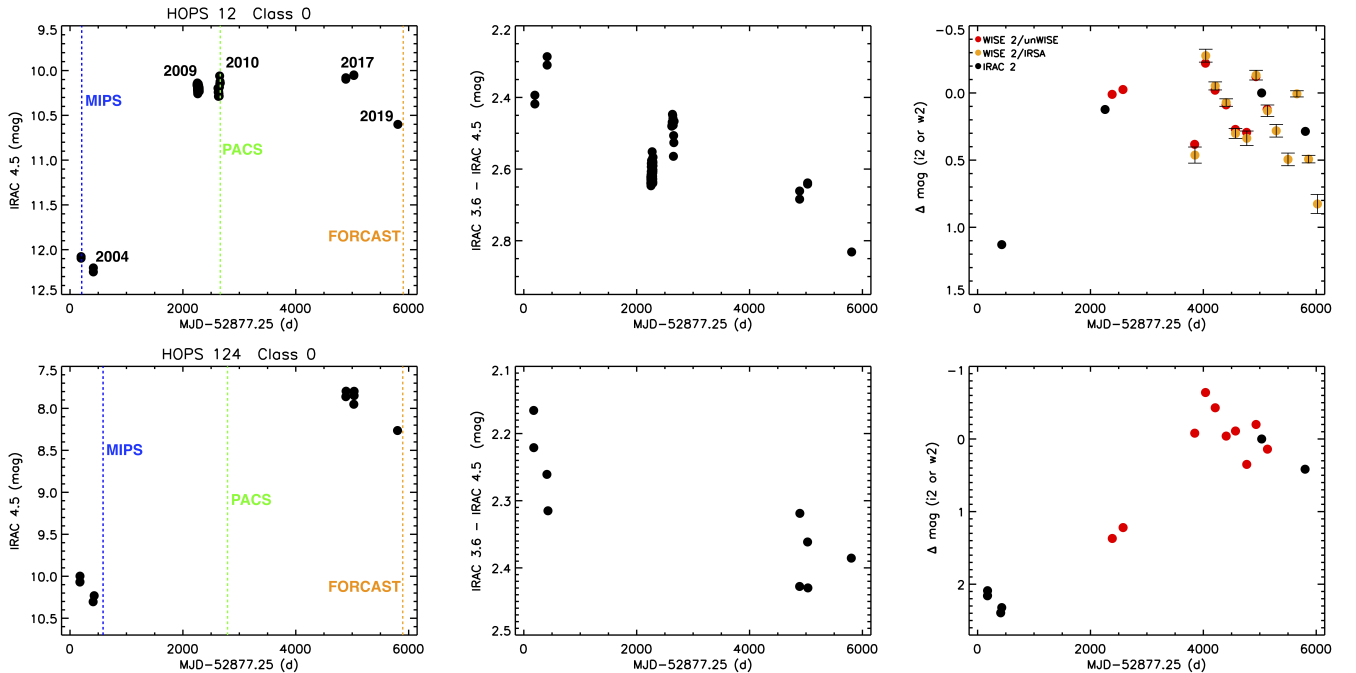 HOPS 12 Class 0
9.5
10.0
10.5
11.0
11.5
12.0
12.5
IRAC 4.5 (mag)
MIPS
2009
2010
2017
2019
PACS
2004
FORCAST
0 2000 4000 6000
MJD-52877.25 (d)
2.2
2.4
2.6
2.8
IRAC 3.6 - IRAC 4.5 (mag)
0 2000 4000 6000
MJD-52877.25 (d)
-0.5
0.0
0.5
1.0
1.5
Δ mag (i2 or w2)
WISE 2/unWISE
WISE 2/IRSA
IRAC 2
0 2000 4000 6000
MJD-52877.25 (d)
HOPS 124 Class 0
7.5
8.0
8.5
9.0
9.5
10.0
10.5
IRAC 4.5 (mag)
MIPS
PACS
FORCAST
0 2000 4000 6000
MJD-52877.25 (d)
2.1
2.2
2.3
2.4
2.5
IRAC 3.6 - IRAC 4.5 (mag)
0 2000 4000 6000
MJD-52877.25 (d)
-1
0
1
2
Δ mag (i2 or w2)
0 2000 4000 6000
MJD-52877.25 (d)